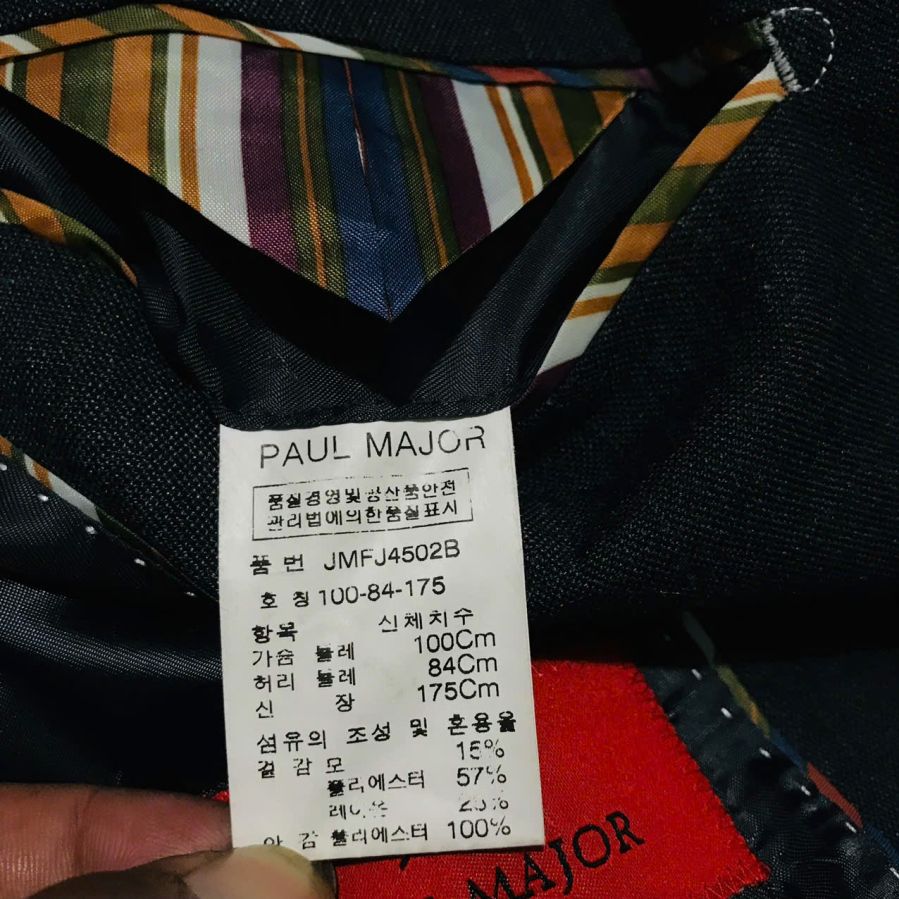 PAUL MAJOR
품실경영및공산품안전
관리법에의한품실표시
품 번 JMFJ4502B
호 칭 100-84-175
항목 신체치수
가슴 둘레 100Cm
허리 둘레 84Cm
신 장 175Cm
섬유의 조성 및 혼용율
겉 감 모 15%
폴리에스터 57%
안 감 폴리에스터 100%
MAJOR